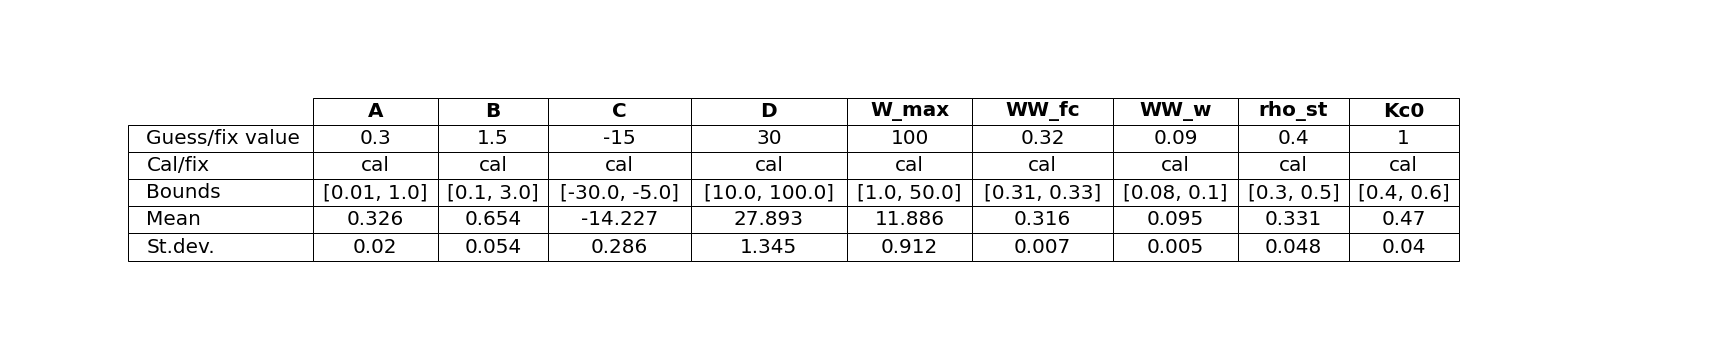 A B C D W_max WW_fc WW_w rho_st Kc0
Guess/fix value 0.3 1.5 -15 30 100 0.32 0.09 0.4 1
Cal/fix cal cal cal cal cal cal cal cal cal
Bounds [0.01, 1.0] [0.1, 3.0] [-30.0, -5.0] [10.0, 100.0] [1.0, 50.0] [0.31, 0.33] [0.08, 0.1] [0.3, 0.5] [0.4, 0.6]
Mean 0.326 0.654 -14.227 27.893 11.886 0.316 0.095 0.331 0.47
St.dev. 0.02 0.054 0.286 1.345 0.912 0.007 0.005 0.048 0.04